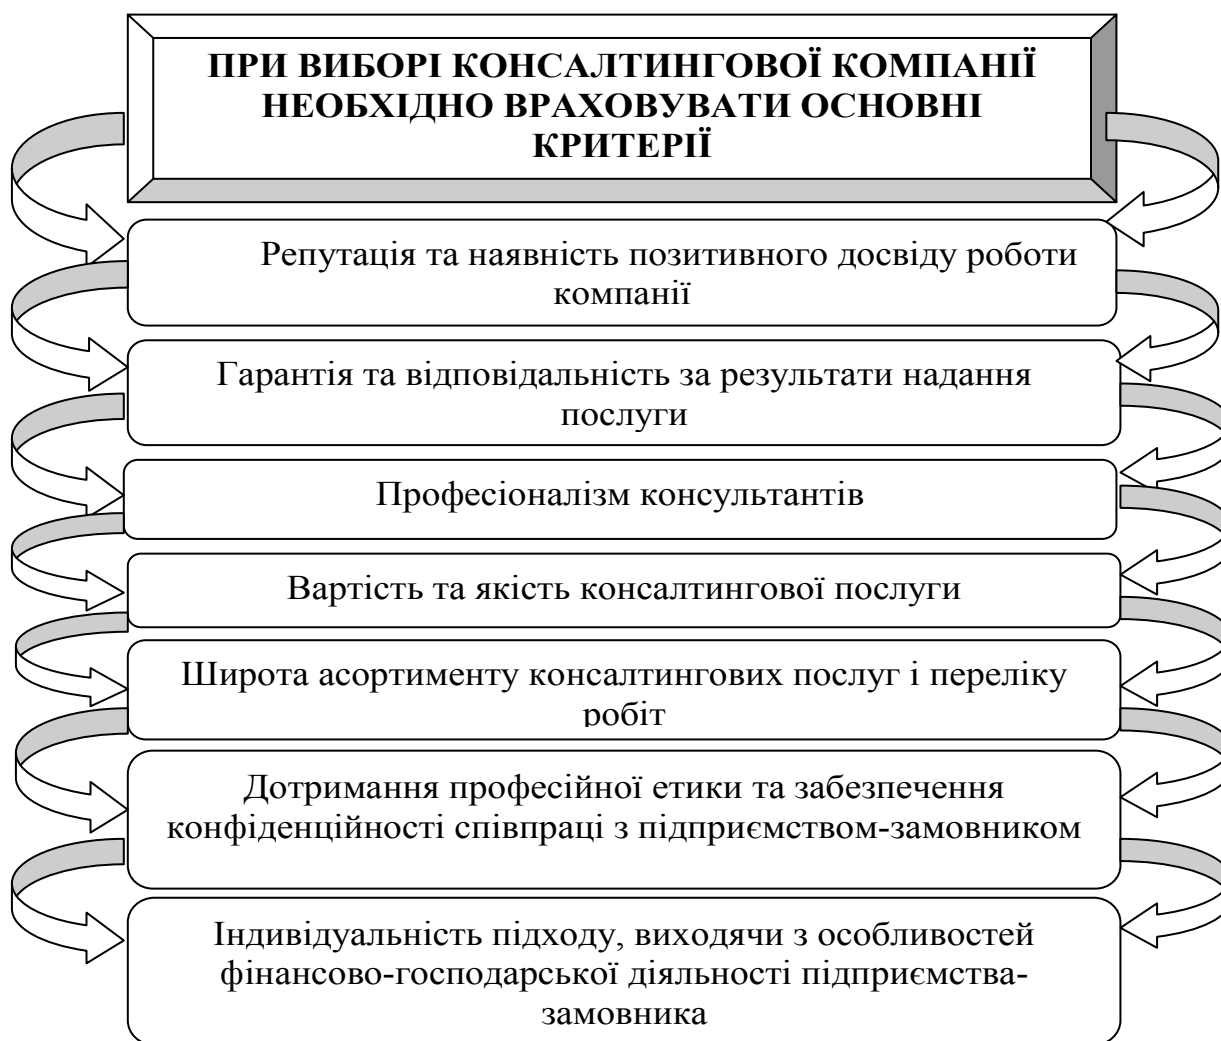 ПРИ ВИБОРІ КОНСАЛТИНГОВОЇ КОМПАНІЇ
НЕОБХІДНО ВРАХОВУВАТИ ОСНОВНІ
КРИТЕРІЇ
Репутація та наявність позитивного досвіду роботи
компанії
Гарантія та відповідальність за результати надання
послуги
Професіоналізм консультантів
Вартість та якість консалтингової послуги
Широта асортименту консалтингових послуг і переліку
робіт
Дотримання професійної етики та забезпечення
конфіденційності співпраці з підприємством-замовником
Індивідуальність підходу, виходячи з особливостей
фінансово-господарської діяльності підприємства-
замовника